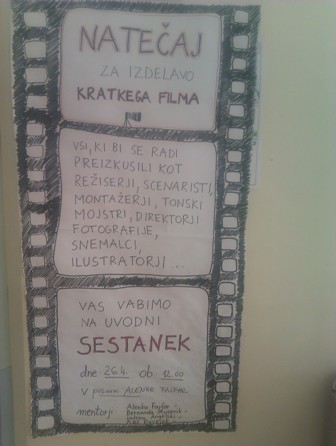 NATEČAJ
ZA IZDELAVO
KRATKEGA FILMA
VSI, KI BI SE RADI
PREIZKUSILI KOT
REŽISERJI, SCENARISTI,
MONTAŽERJI, TONSKI
MOJSTRI, DIREKTORJI
FOTOGRAFIJE,
SNEMALCI,
ILUSTRATORJI ...
VAS VABIMO
NA UVODNI
SESTANEK
dne 26.4. ob 12.00
v
mentorji: Alenka